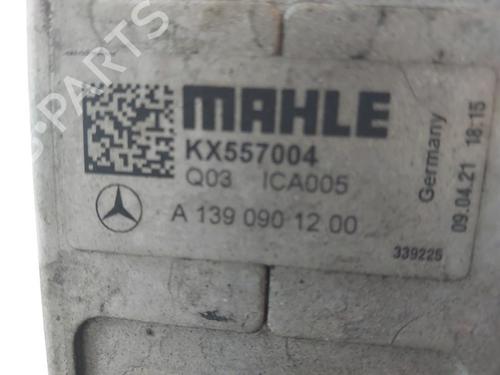 MAHLE
KX557004
Q03 ICA005
A 139 090 12 00
Germany
09.04.21 18:15
339225